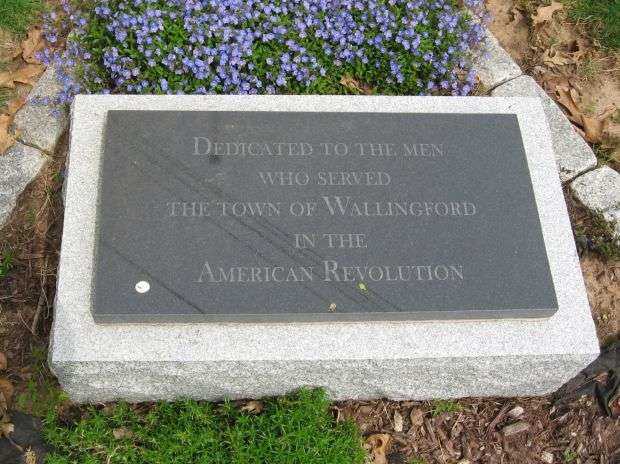 Dedicated to the men
who served
the town of Wallingford
in the
American Revolution